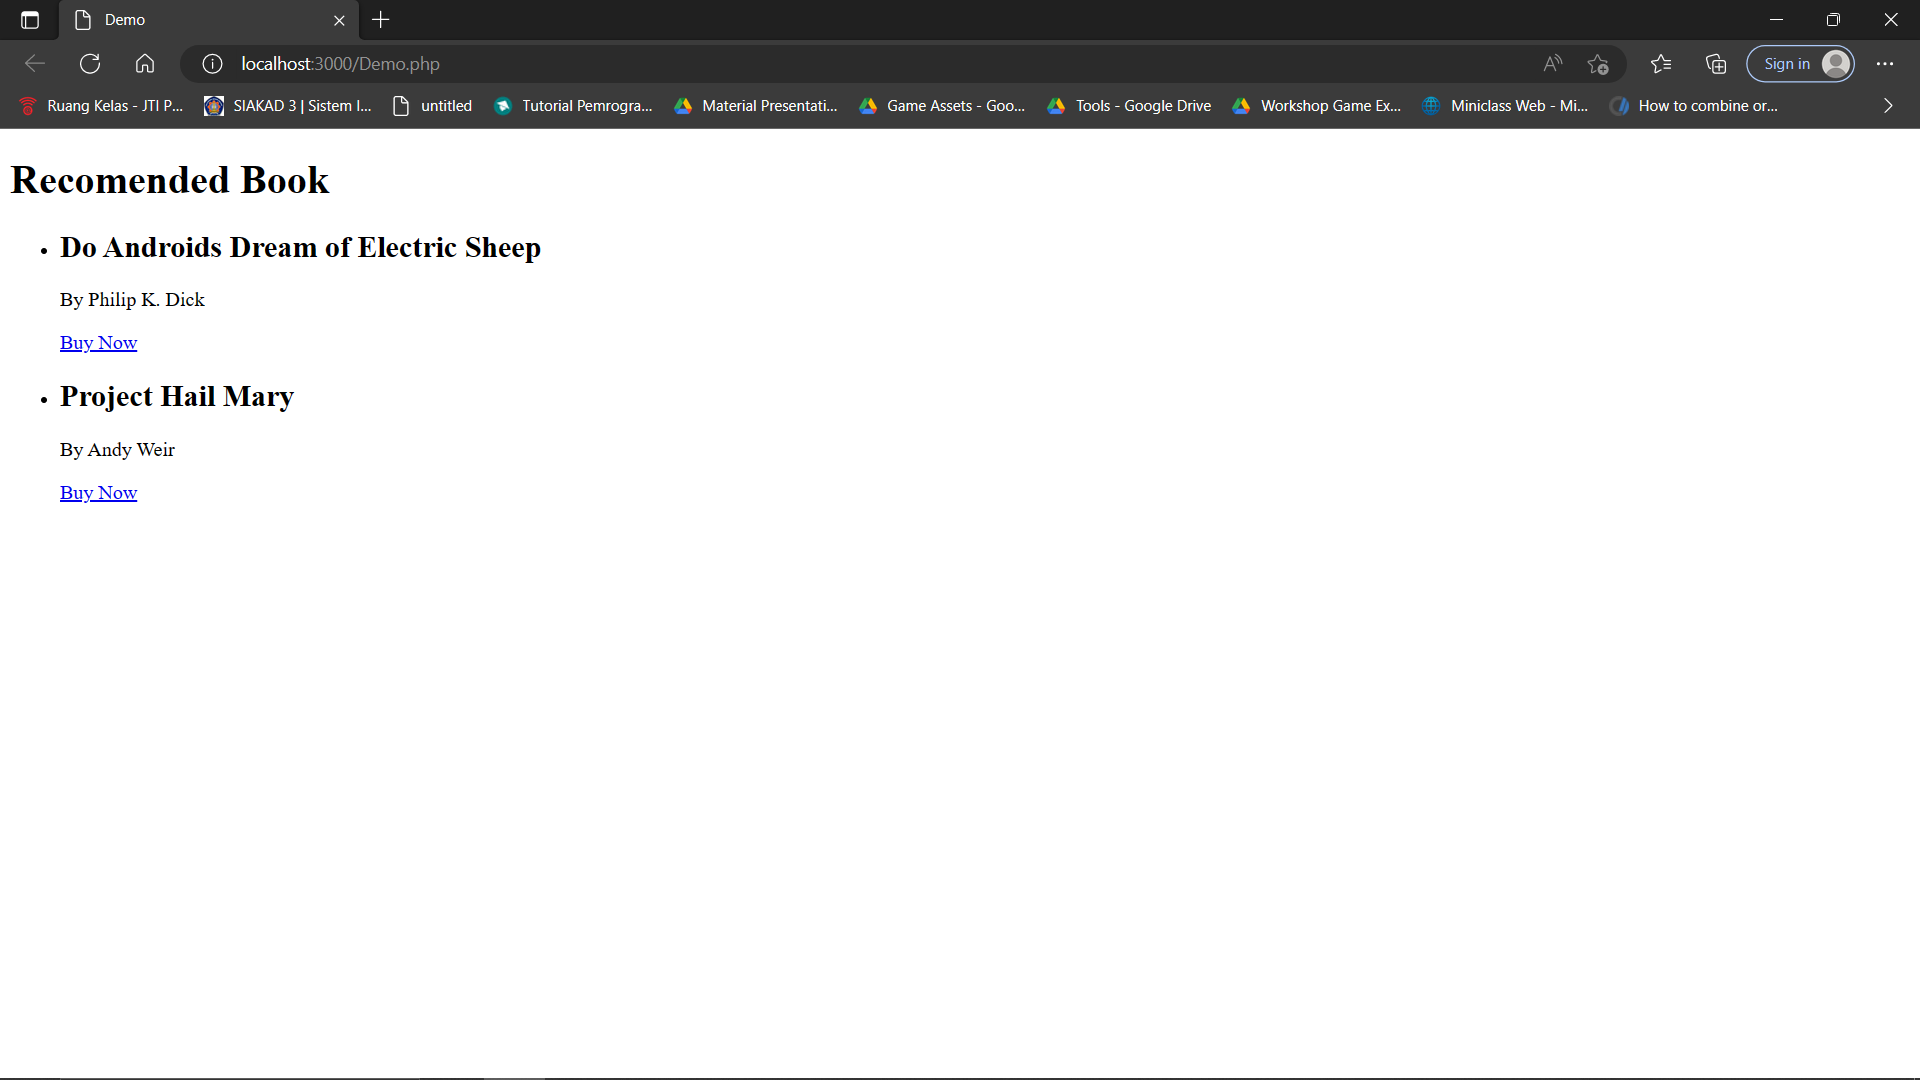 Demo
localhost:3000/Demo.php
Sign in
Ruang Kelas - JTI P...
SIAKAD 3 | Sistem I...
untitled
Tutorial Pemrogra...
Material Presentati...
Game Assets - Goo...
Tools - Google Drive
Workshop Game Ex...
Miniclass Web - Mi...
How to combine or...
Recomended Book
Do Androids Dream of Electric Sheep
By Philip K. Dick
Buy Now
Project Hail Mary
By Andy Weir
Buy Now